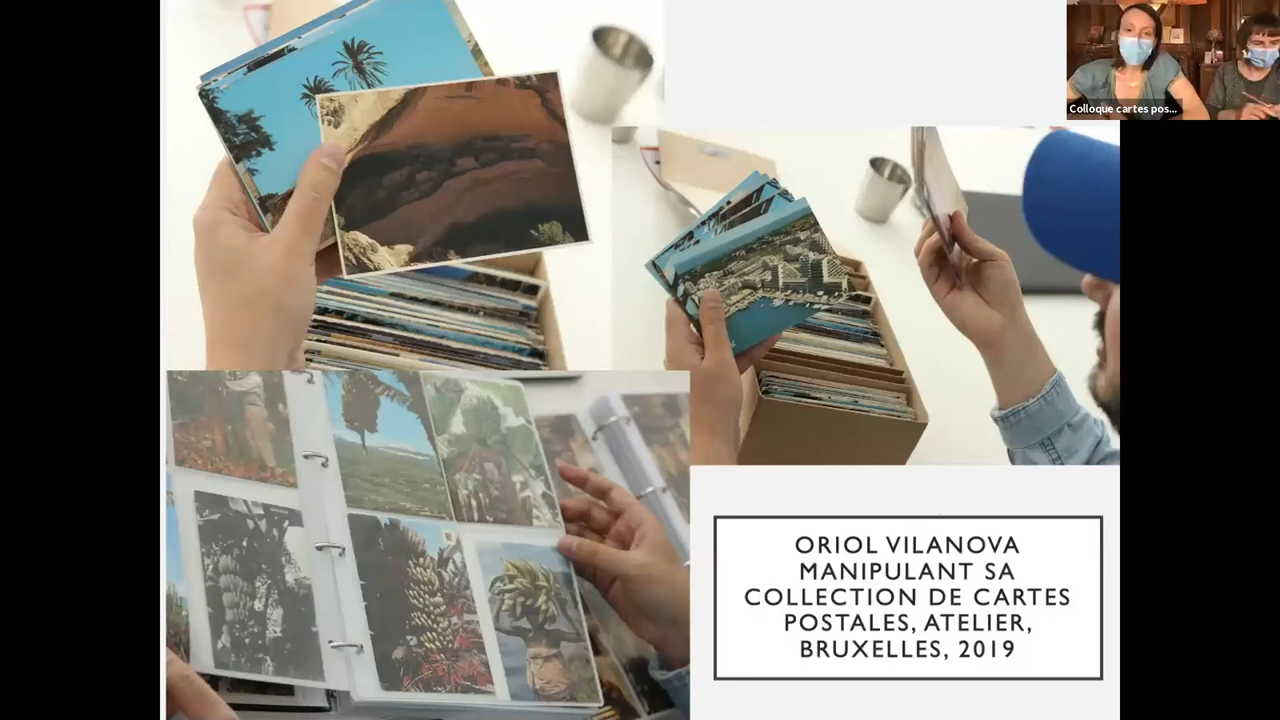 Colloque cartes pos...
ORIOL VILANOVA
MANIPULANT SA
COLLECTION DE CARTES
POSTALES, ATELIER,
BRUXELLES, 2019